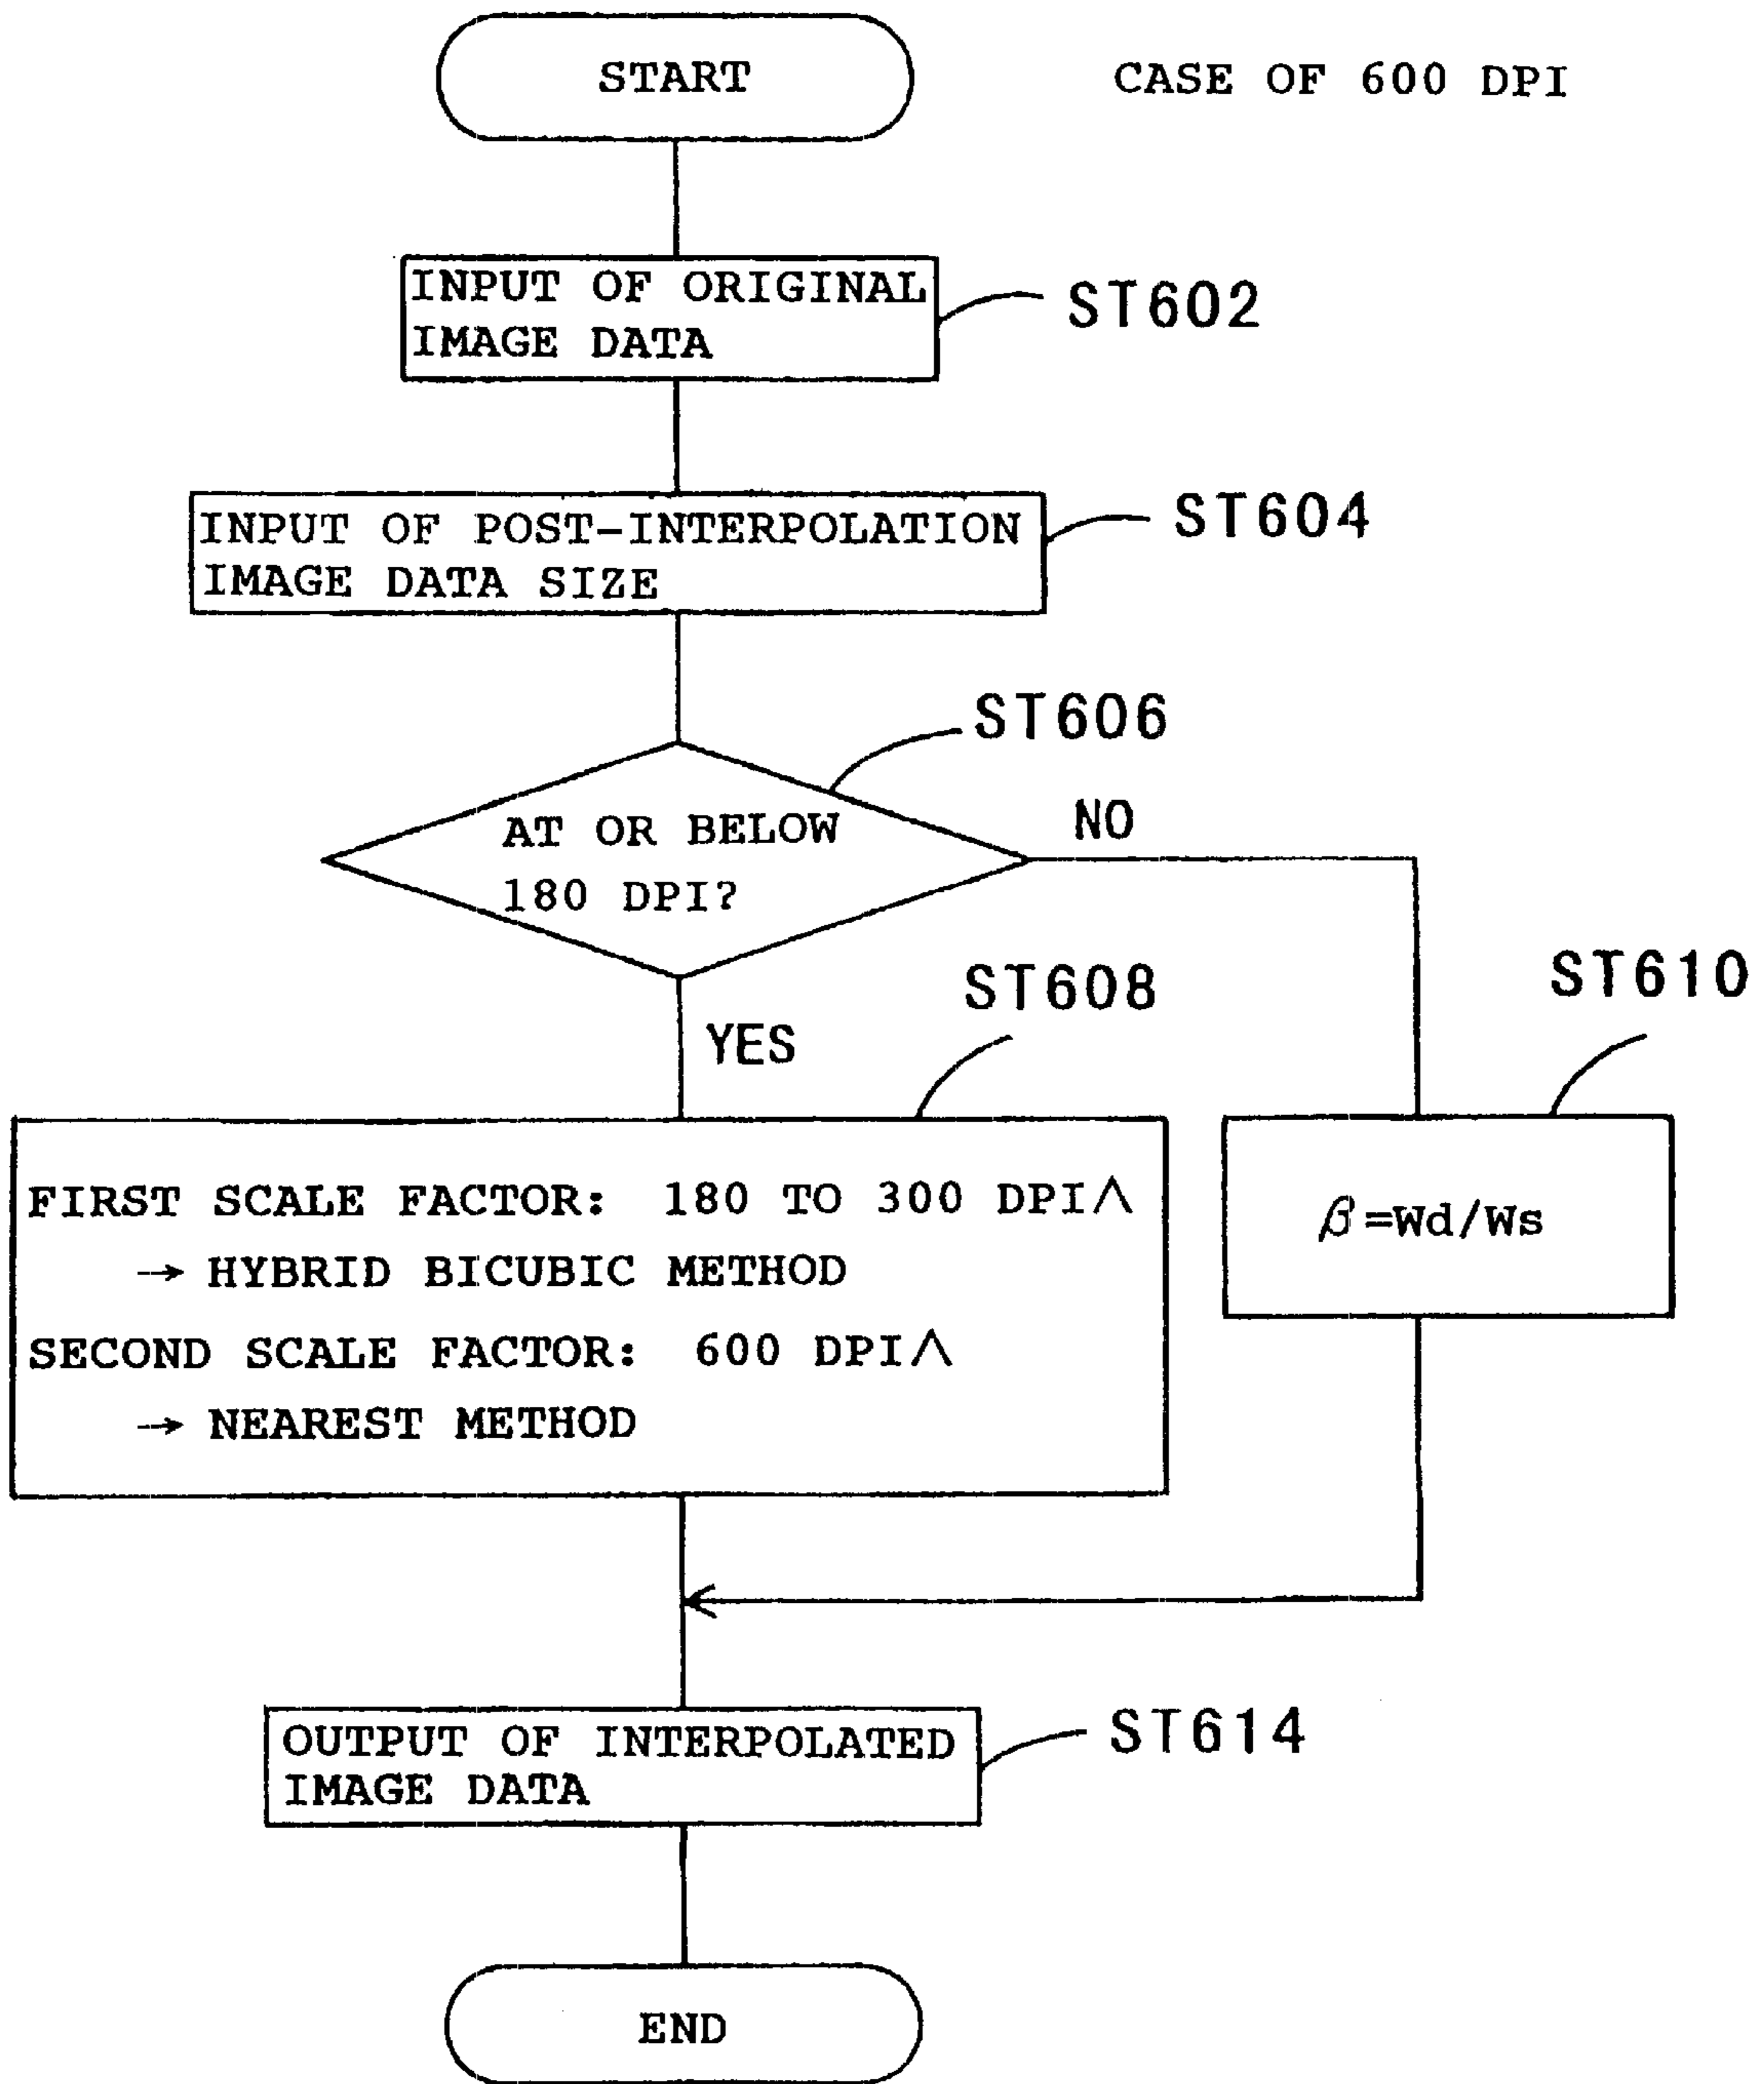 START
CASE OF 600 DPI
INPUT OF ORIGINAL
IMAGE DATA
ST602
INPUT OF POST-INTERPOLATION
IMAGE DATA SIZE
ST604
ST606
AT OR BELOW
180 DPI?
NO
YES
ST608
ST610
FIRST SCALE FACTOR: 180 TO 300 DPI∧
→ HYBRID BICUBIC METHOD
SECOND SCALE FACTOR: 600 DPI∧
→ NEAREST METHOD
β=Wd/Ws
OUTPUT OF INTERPOLATED
IMAGE DATA
ST614
END